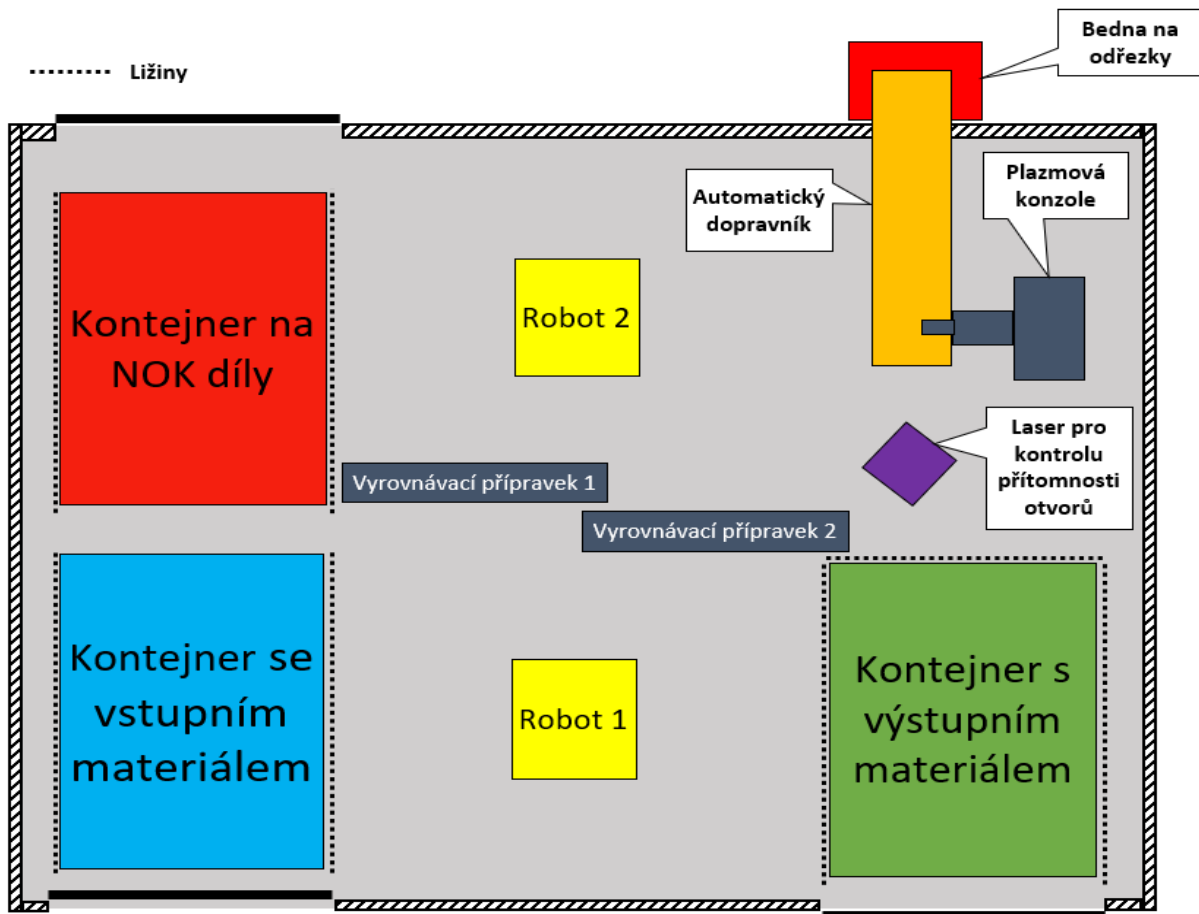 Bedna na
odřezky
Ližiny
Plazmová
konzole
Automatický
dopravník
Kontejner na
NOK díly
Robot 2
Laser pro
kontrolu
přítomnosti
otvorů
Vyrovnávací přípravek 1
Vyrovnávací přípravek 2
Kontejner se
vstupním
materiálem
Robot 1
Kontejner s
výstupním
materiálem